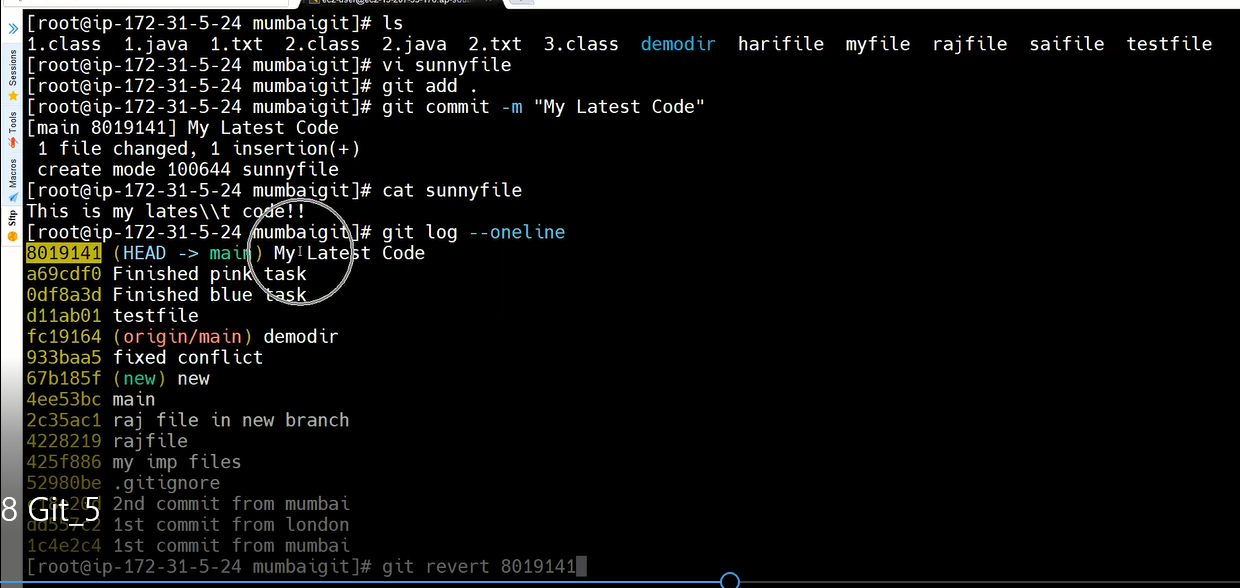 [root@ip-172-31-5-24 mumbaigit]# ls
1.class 1.java 1.txt 2.class 2.java 2.txt 3.class demodir harifile myfile rajfile saifile testfile
[root@ip-172-31-5-24 mumbaigit]# vi sunnyfile
[root@ip-172-31-5-24 mumbaigit]# git add .
[root@ip-172-31-5-24 mumbaigit]# git commit -m "My Latest Code"
[main 8019141] My Latest Code
1 file changed, 1 insertion(+)
create mode 100644 sunnyfile
[root@ip-172-31-5-24 mumbaigit]# cat sunnyfile
This is my lates\\t code!!
[root@ip-172-31-5-24 mumbaigit]# git log --oneline
8019141 (HEAD -> main) My Latest Code
a69cdf0 Finished pink task
0df8a3d Finished blue task
d11ab01 testfile
fc19164 (origin/main) demodir
933baa5 fixed conflict
67b185f (new) new
4ee53bc main
2c35ac1 raj file in new branch
4228219 rajfile
425f886 my imp files
52980be .gitignore
2nd commit from mumbai
dd557c2 1st commit from london
1c4e2c4 1st commit from mumbai
[root@ip-172-31-5-24 mumbaigit]# git revert 8019141
8 Git_5
Sessions
Tools
Macros
Sftp